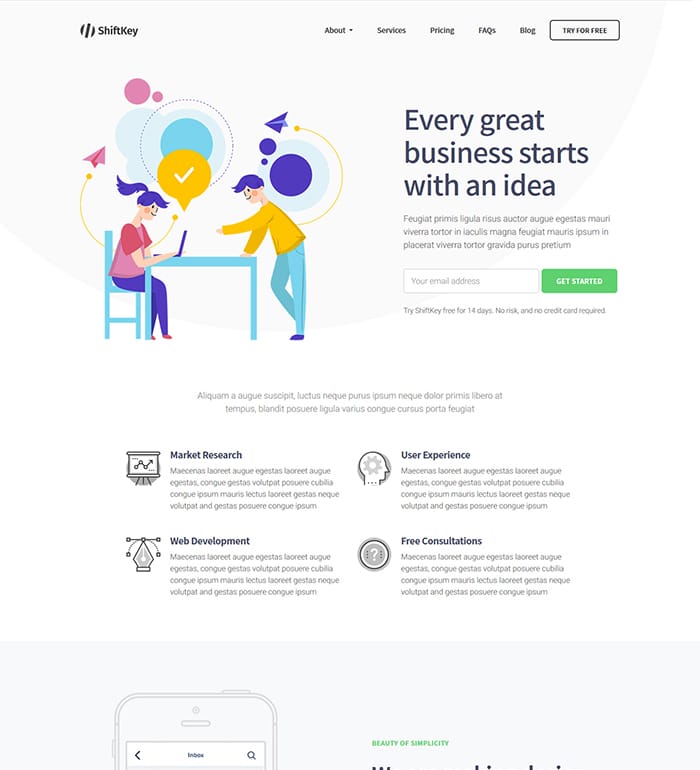 ShiftKey
About
Services
Pricing
FAQs
Blog
TRY FOR FREE
Every great
business starts
with an idea
Feugiat primis ligula risus auctor augue egestas mauri
viverra tortor in iaculis magna feugiat mauris ipsum in
placerat viverra tortor gravida purus pretium
Your email address
GET STARTED
Try ShiftKey free for 14 days. No risk, and no credit card required.
Aliquam a augue suscipit, luctus neque purus ipsum neque dolor primis libero at
tempus, blandit posuere ligula varius congue cursus porta feugiat
Market Research
Maecenas laoreet augue egestas laoreet augue
egestas, congue gestas volutpat posuere cubilia
congue ipsum mauris lectus laoreet gestas neque
volutpat and gestas posuere congue ipsum
User Experience
Maecenas laoreet augue egestas laoreet augue
egestas, congue gestas volutpat posuere cubilia
congue ipsum mauris lectus laoreet gestas neque
volutpat and gestas posuere congue ipsum
Web Development
Maecenas laoreet augue egestas laoreet augue
egestas, congue gestas volutpat posuere cubilia
congue ipsum mauris lectus laoreet gestas neque
volutpat and gestas posuere congue ipsum
Free Consultations
Maecenas laoreet augue egestas laoreet augue
egestas, congue gestas volutpat posuere cubilia
congue ipsum mauris lectus laoreet gestas neque
volutpat and gestas posuere congue ipsum
Inbox
BEAUTY OF SIMPLICITY